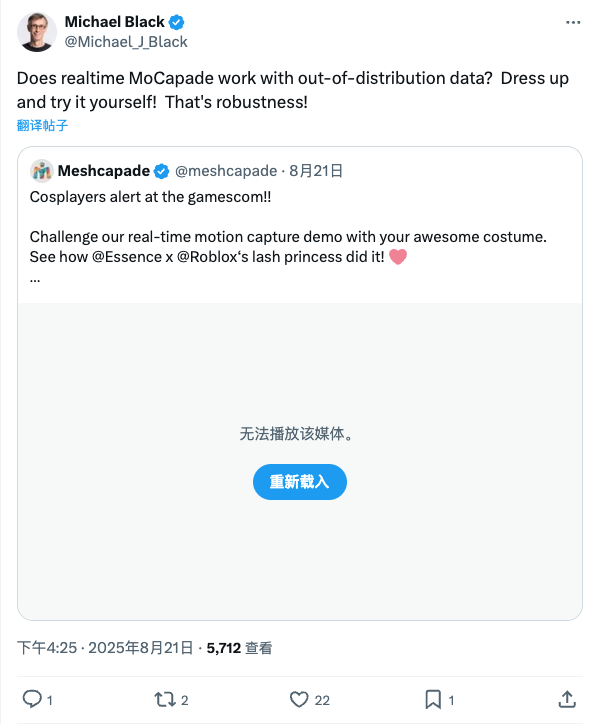 Michael Black
@Michael_J_Black
Does realtime MoCapade work with out-of-distribution data?  Dress up
and try it yourself!  That's robustness!
翻译帖子
Meshcapade @meshcapade · 8月21日
Cosplayers alert at the gamescom!!
Challenge our real-time motion capture demo with your awesome costume.
See how @Essence x @Roblox‘s lash princess did it! 💗
...
无法播放该媒体。
重新载入
下午4:25 · 2025年8月21日 · 5,712 查看
1 2 22 1